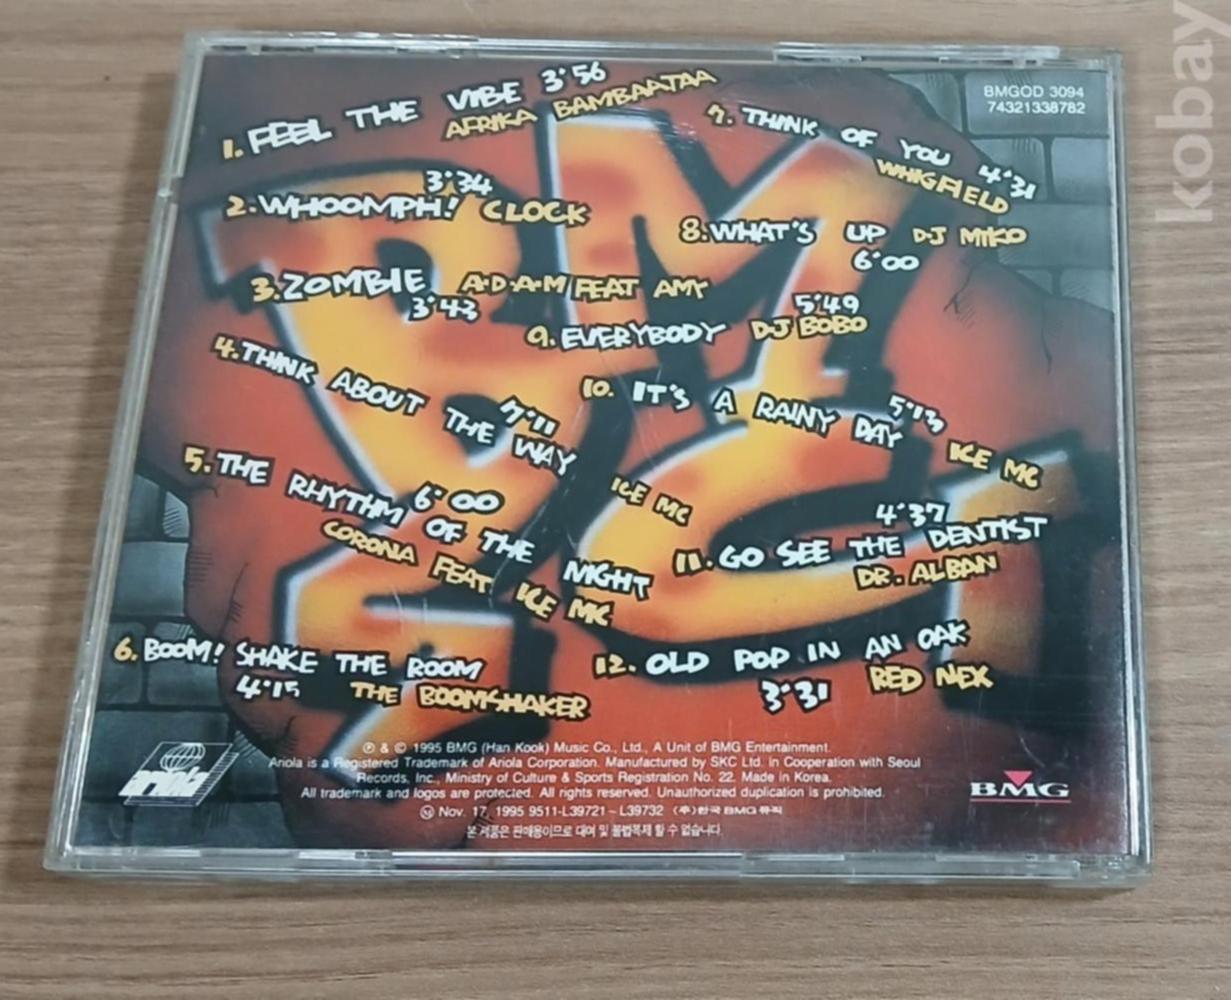 kobay
BMGOD 3094
74321338782
1. FEEL THE VIBE 3'56
AFRIKA BAMBAATAA
2. WHOOMPH! CLOCK
3'34
3. ZOMBIE A•D•A•M FEAT AMY
3'43
4. THINK ABOUT THE WAY ICE MC
7'11
5. THE RHYTHM OF THE NIGHT
6'00
CORONA FEAT ICE MC
6. BOOM! SHAKE THE ROOM
4'15 THE BOOMSHAKER
7. THINK OF YOU 4'31
WHIGFIELD
8. WHAT'S UP DJ MIKO
6'00
9. EVERYBODY DJ BOBO
5'49
10. IT'S A RAINY DAY ICE MC
5'13
11. GO SEE THE DENTIST
4'37
DR. ALBAN
12. OLD POP IN AN OAK
3'31 RED NEX
℗ & © 1995 BMG (Han Kook) Music Co., Ltd., A Unit of BMG Entertainment.
Ariola is a Registered Trademark of Ariola Corporation. Manufactured by SKC Ltd. in Cooperation with Seoul
Records, Inc., Ministry of Culture & Sports Registration No. 22. Made in Korea.
All trademark and logos are protected. All rights reserved. Unauthorized duplication is prohibited.
Nov. 17, 1995 9511-L39721~L39732 (주)한국 BMG 뮤직
본 제품은 판매용이므로 대여 및 불법복제 할 수 없습니다.
ariola
BMG